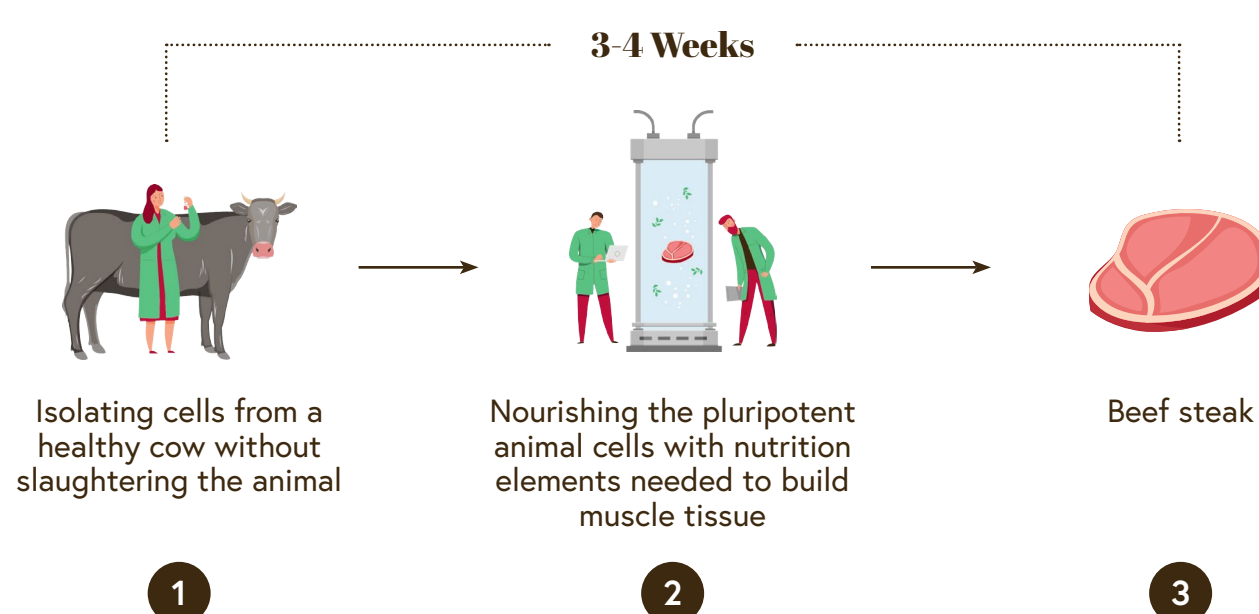 3-4 Weeks
Isolating cells from a
healthy cow without
slaughtering the animal
Nourishing the pluripotent
animal cells with nutrition
elements needed to build
muscle tissue
Beef steak
1
2
3